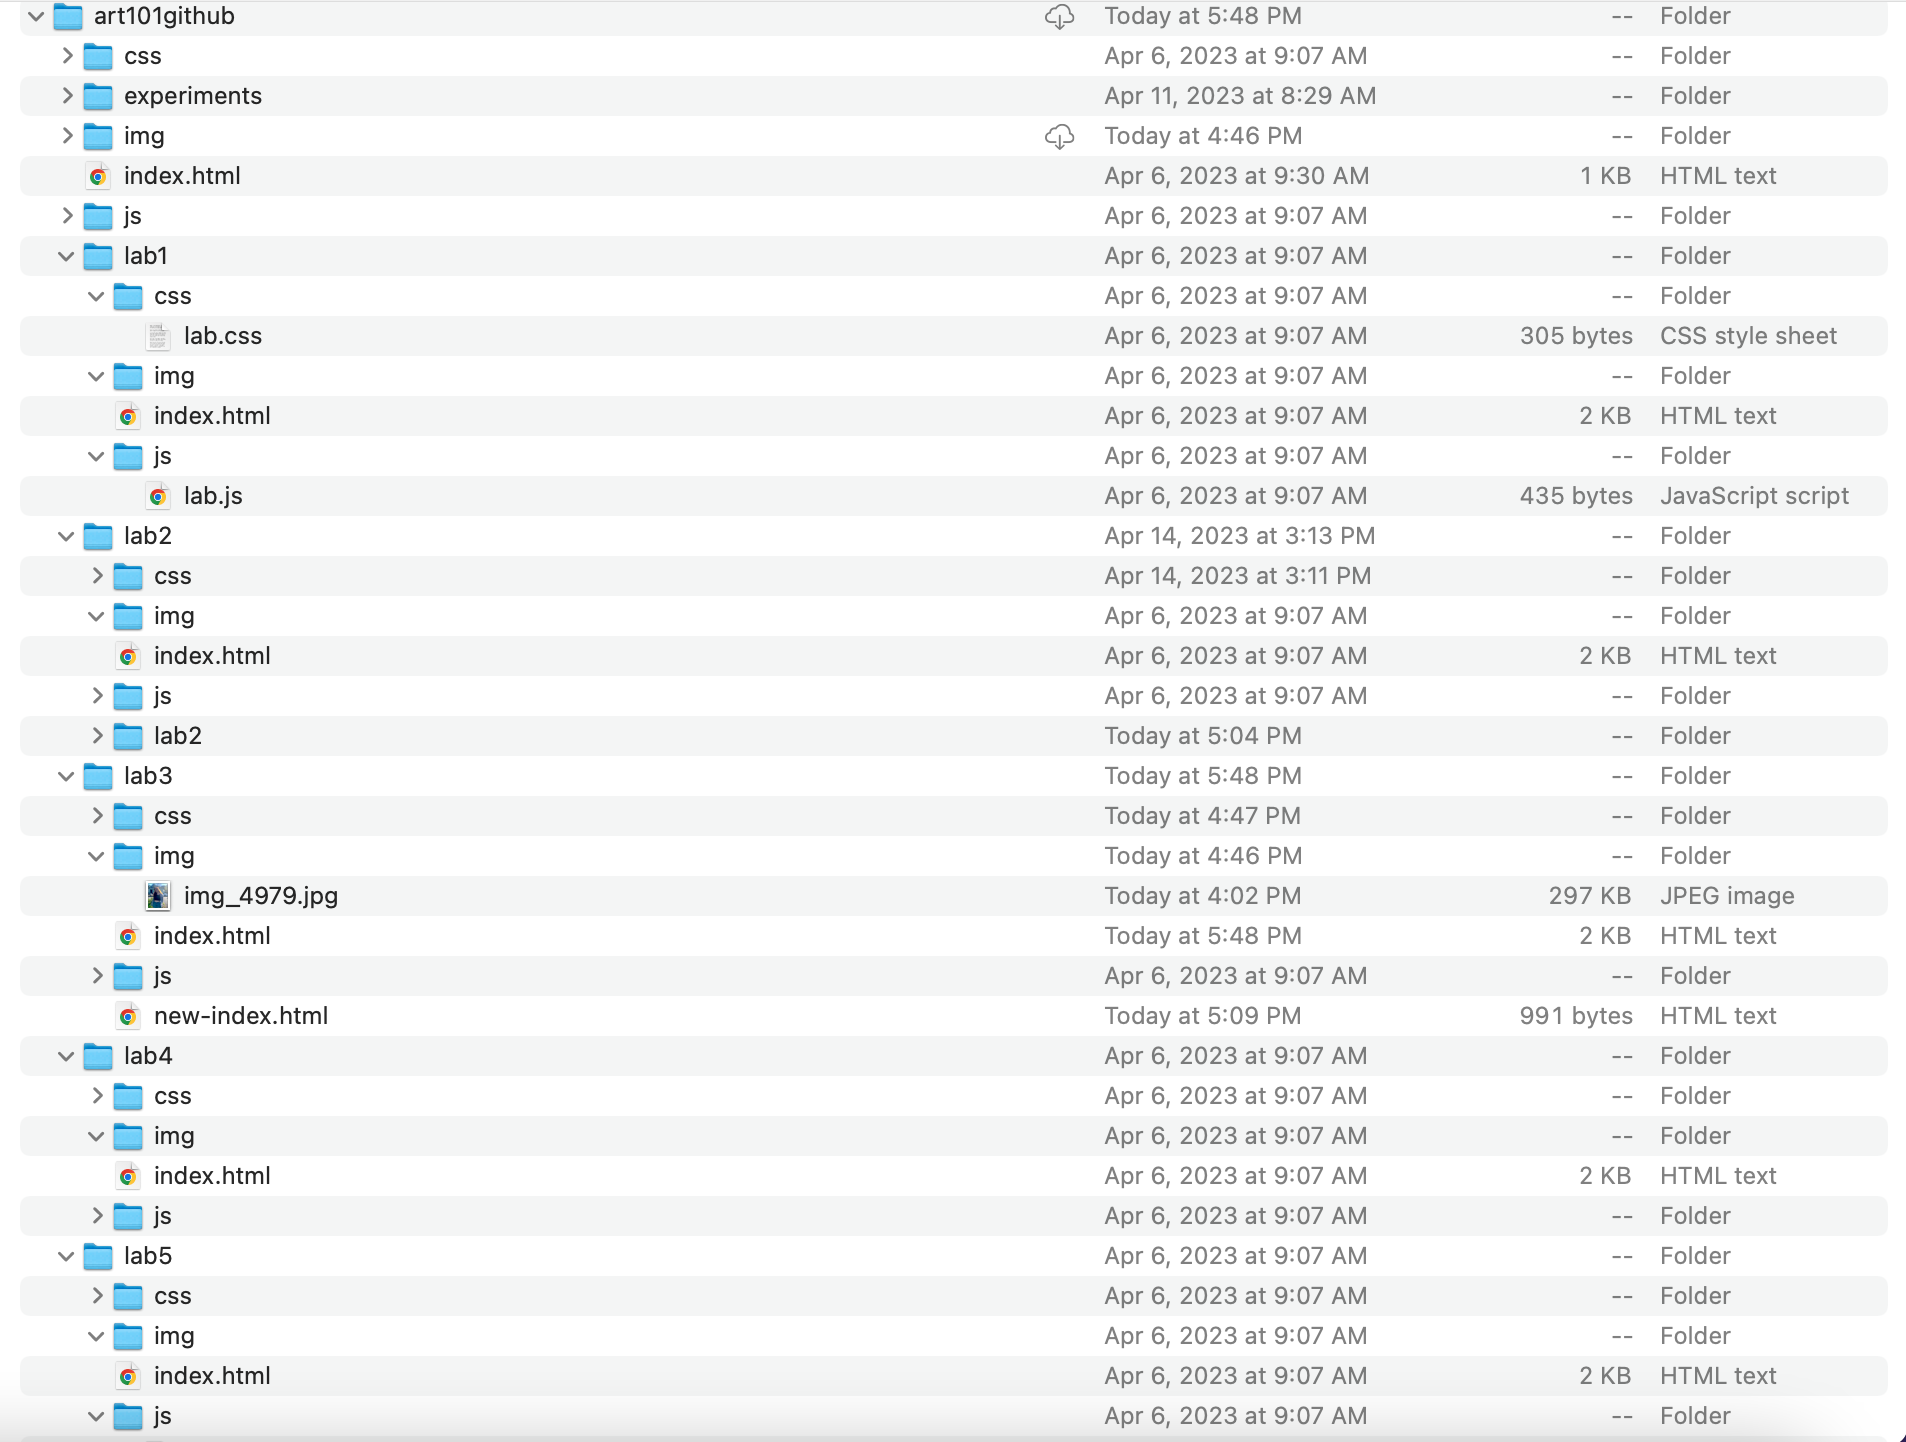 art101github Today at 5:48 PM -- Folder
css Apr 6, 2023 at 9:07 AM -- Folder
experiments Apr 11, 2023 at 8:29 AM -- Folder
img Today at 4:46 PM -- Folder
index.html Apr 6, 2023 at 9:30 AM 1 KB HTML text
js Apr 6, 2023 at 9:07 AM -- Folder
lab1 Apr 6, 2023 at 9:07 AM -- Folder
css Apr 6, 2023 at 9:07 AM -- Folder
lab.css Apr 6, 2023 at 9:07 AM 305 bytes CSS style sheet
img Apr 6, 2023 at 9:07 AM -- Folder
index.html Apr 6, 2023 at 9:07 AM 2 KB HTML text
js Apr 6, 2023 at 9:07 AM -- Folder
lab.js Apr 6, 2023 at 9:07 AM 435 bytes JavaScript script
lab2 Apr 14, 2023 at 3:13 PM -- Folder
css Apr 14, 2023 at 3:11 PM -- Folder
img Apr 6, 2023 at 9:07 AM -- Folder
index.html Apr 6, 2023 at 9:07 AM 2 KB HTML text
js Apr 6, 2023 at 9:07 AM -- Folder
lab2 Today at 5:04 PM -- Folder
lab3 Today at 5:48 PM -- Folder
css Today at 4:47 PM -- Folder
img Today at 4:46 PM -- Folder
img_4979.jpg Today at 4:02 PM 297 KB JPEG image
index.html Today at 5:48 PM 2 KB HTML text
js Apr 6, 2023 at 9:07 AM -- Folder
new-index.html Today at 5:09 PM 991 bytes HTML text
lab4 Apr 6, 2023 at 9:07 AM -- Folder
css Apr 6, 2023 at 9:07 AM -- Folder
img Apr 6, 2023 at 9:07 AM -- Folder
index.html Apr 6, 2023 at 9:07 AM 2 KB HTML text
js Apr 6, 2023 at 9:07 AM -- Folder
lab5 Apr 6, 2023 at 9:07 AM -- Folder
css Apr 6, 2023 at 9:07 AM -- Folder
img Apr 6, 2023 at 9:07 AM -- Folder
index.html Apr 6, 2023 at 9:07 AM 2 KB HTML text
js Apr 6, 2023 at 9:07 AM -- Folder